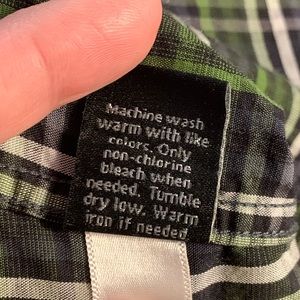 Machine wash
warm with like
colors. Only
non-chlorine
bleach when
needed. Tumble
dry low. Warm
iron if needed